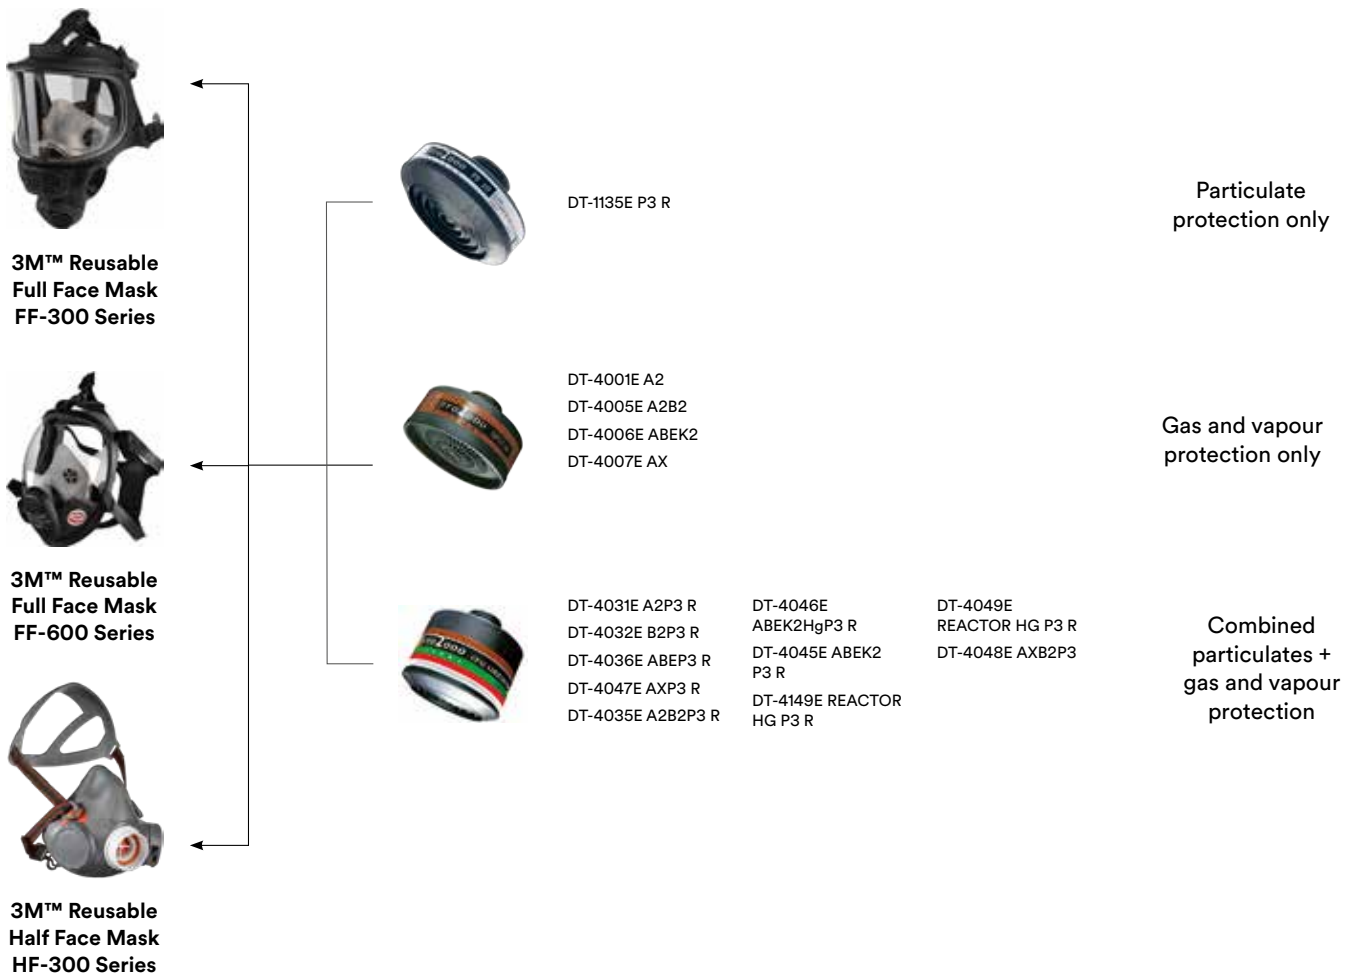 3M™ Reusable
Full Face Mask
FF-300 Series
DT-1135E P3 R
Particulate
protection only
3M™ Reusable
Full Face Mask
FF-600 Series
DT-4001E A2
DT-4005E A2B2
DT-4006E ABEK2
DT-4007E AX
Gas and vapour
protection only
DT-4031E A2P3 R
DT-4032E B2P3 R
DT-4036E ABEP3 R
DT-4047E AXP3 R
DT-4035E A2B2P3 R
DT-4046E
ABEK2HgP3 R
DT-4045E ABEK2
P3 R
DT-4149E REACTOR
HG P3 R
DT-4049E
REACTOR HG P3 R
DT-4048E AXB2P3
Combined
particulates +
gas and vapour
protection
3M™ Reusable
Half Face Mask
HF-300 Series